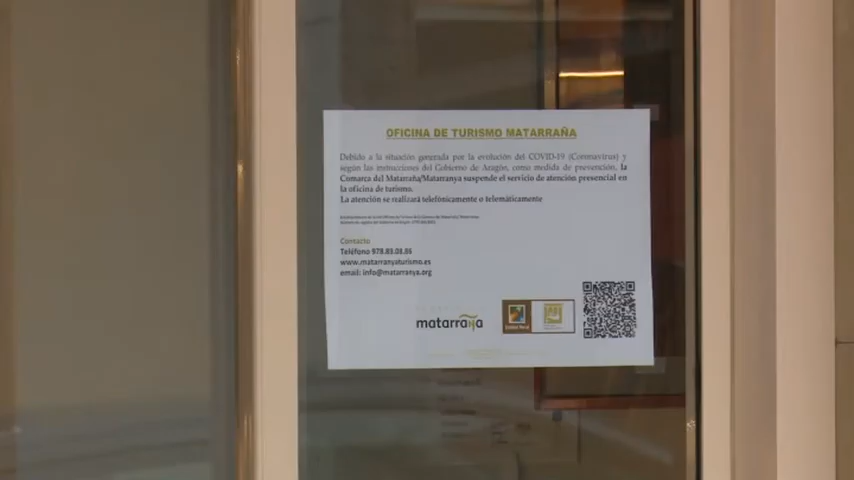 OFICINA DE TURISMO MATARRAÑA
Debido a la situación generada por la evolución del COVID-19 (Coronavirus) y
según las instrucciones del Gobierno de Aragón, como medida de prevención, la
Comarca del Matarraña/Matarranya suspende el servicio de atención presencial en
la oficina de turismo.
La atención se realizará telefónicamente o telemáticamente
Contacto
Teléfono 978.89.08.86
www.matarranyaturismo.es
email: info@matarranya.org
matarraña